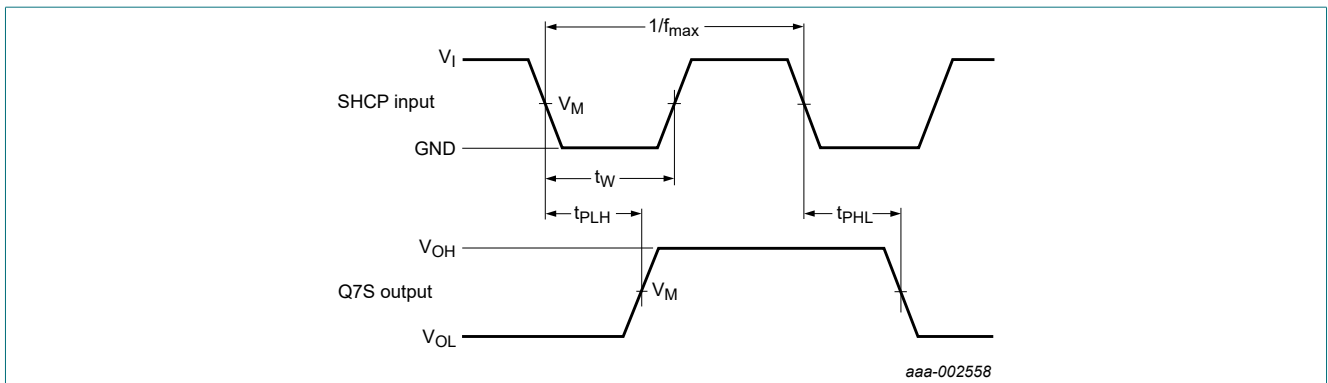 1/fmax
VI
SHCP input
VM
GND
tW
tPLH
tPHL
VOH
Q7S output
VM
VOL
aaa-002558